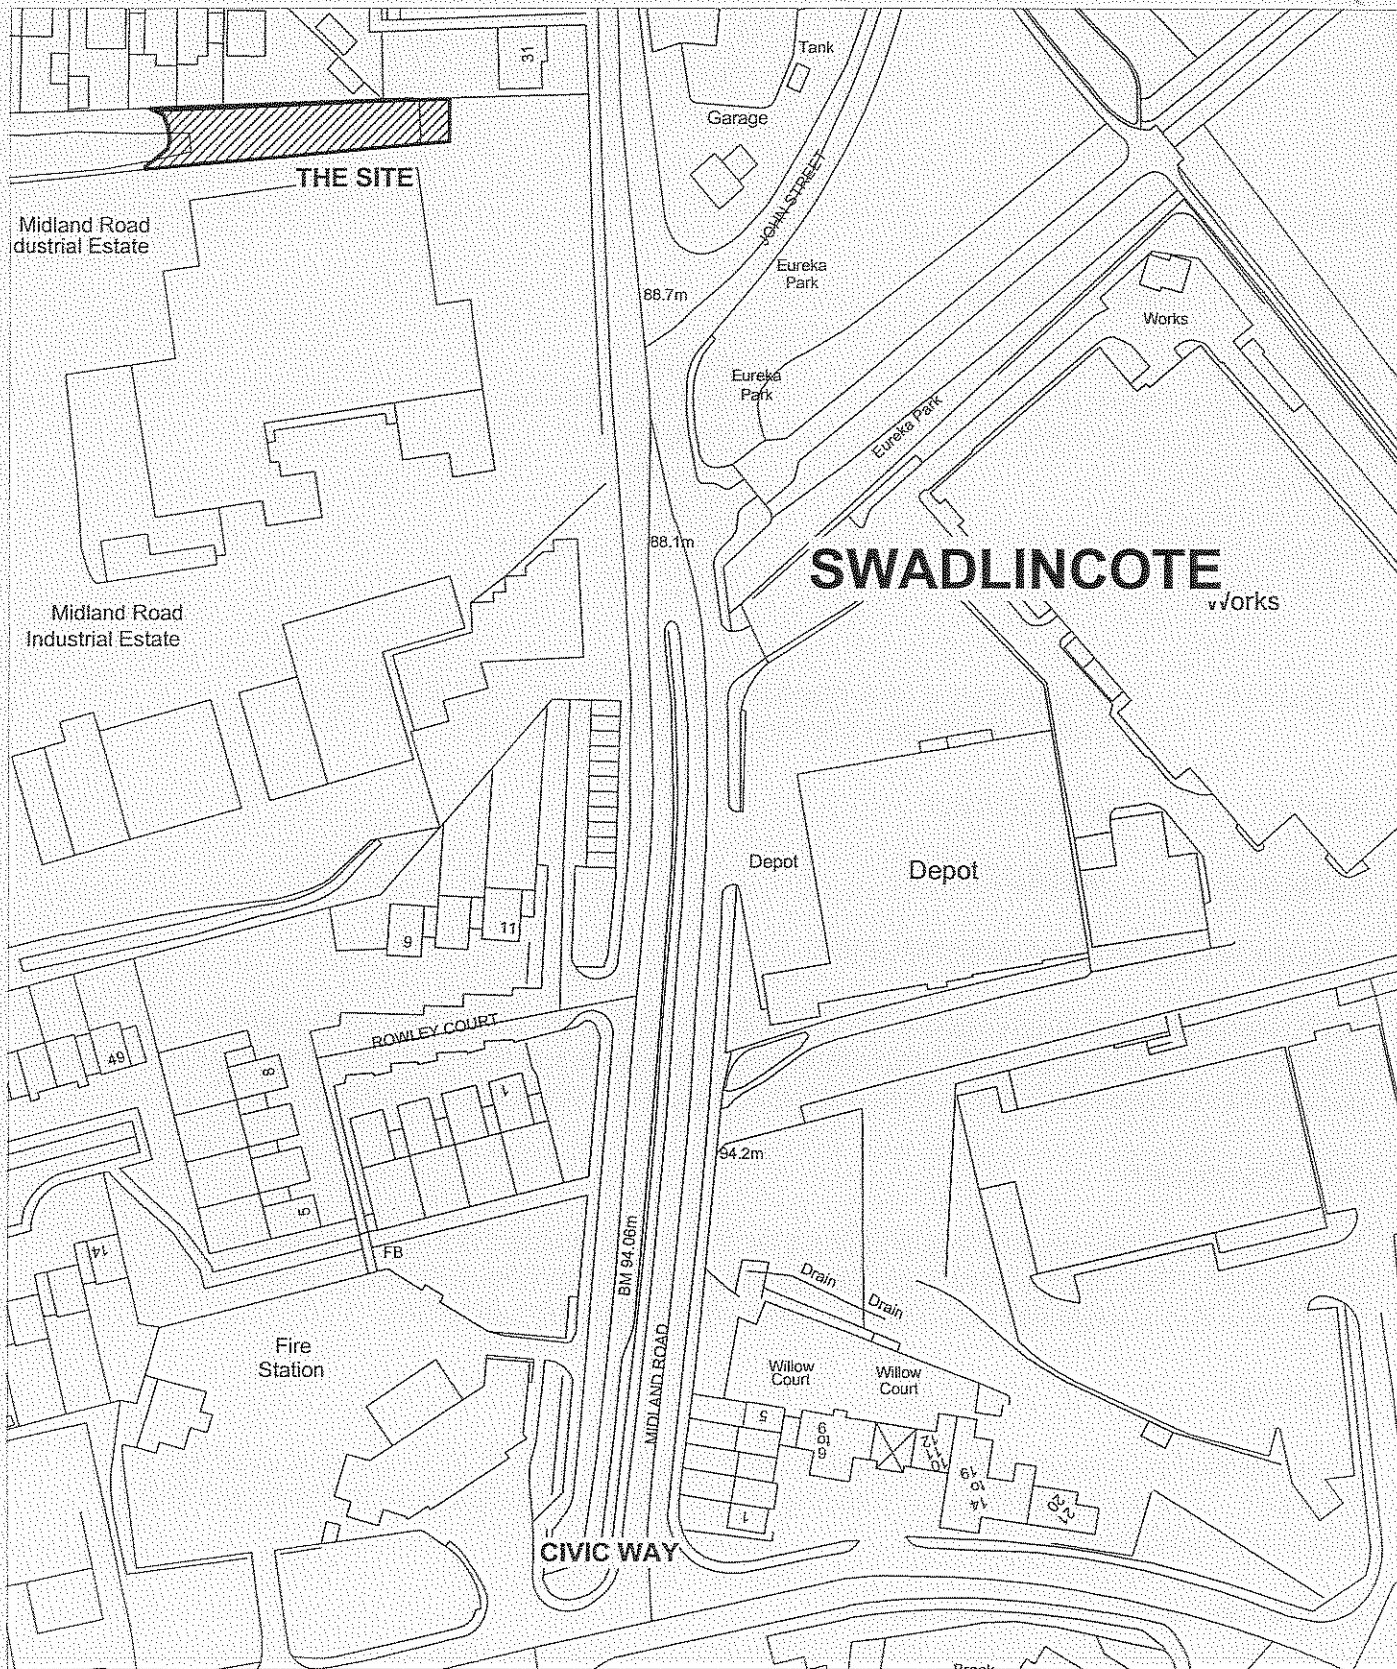 31
Tank
Garage
THE SITE
JOHN STREET
Midland Road
dustrial Estate
Eureka
Park
88.7m
Works
Eureka
Park
Eureka Park
88.1m
SWADLINCOTE
Works
Midland Road
Industrial Estate
Depot
Depot
9
11
ROWLEY COURT
49
8
1
94.2m
5
14
FB
BM 94.06m
Drain
Drain
Fire
Station
MIDLAND ROAD
Willow
Court
Willow
Court
5
6
to
9
10
12
14
to
19
20
21
1
CIVIC WAY